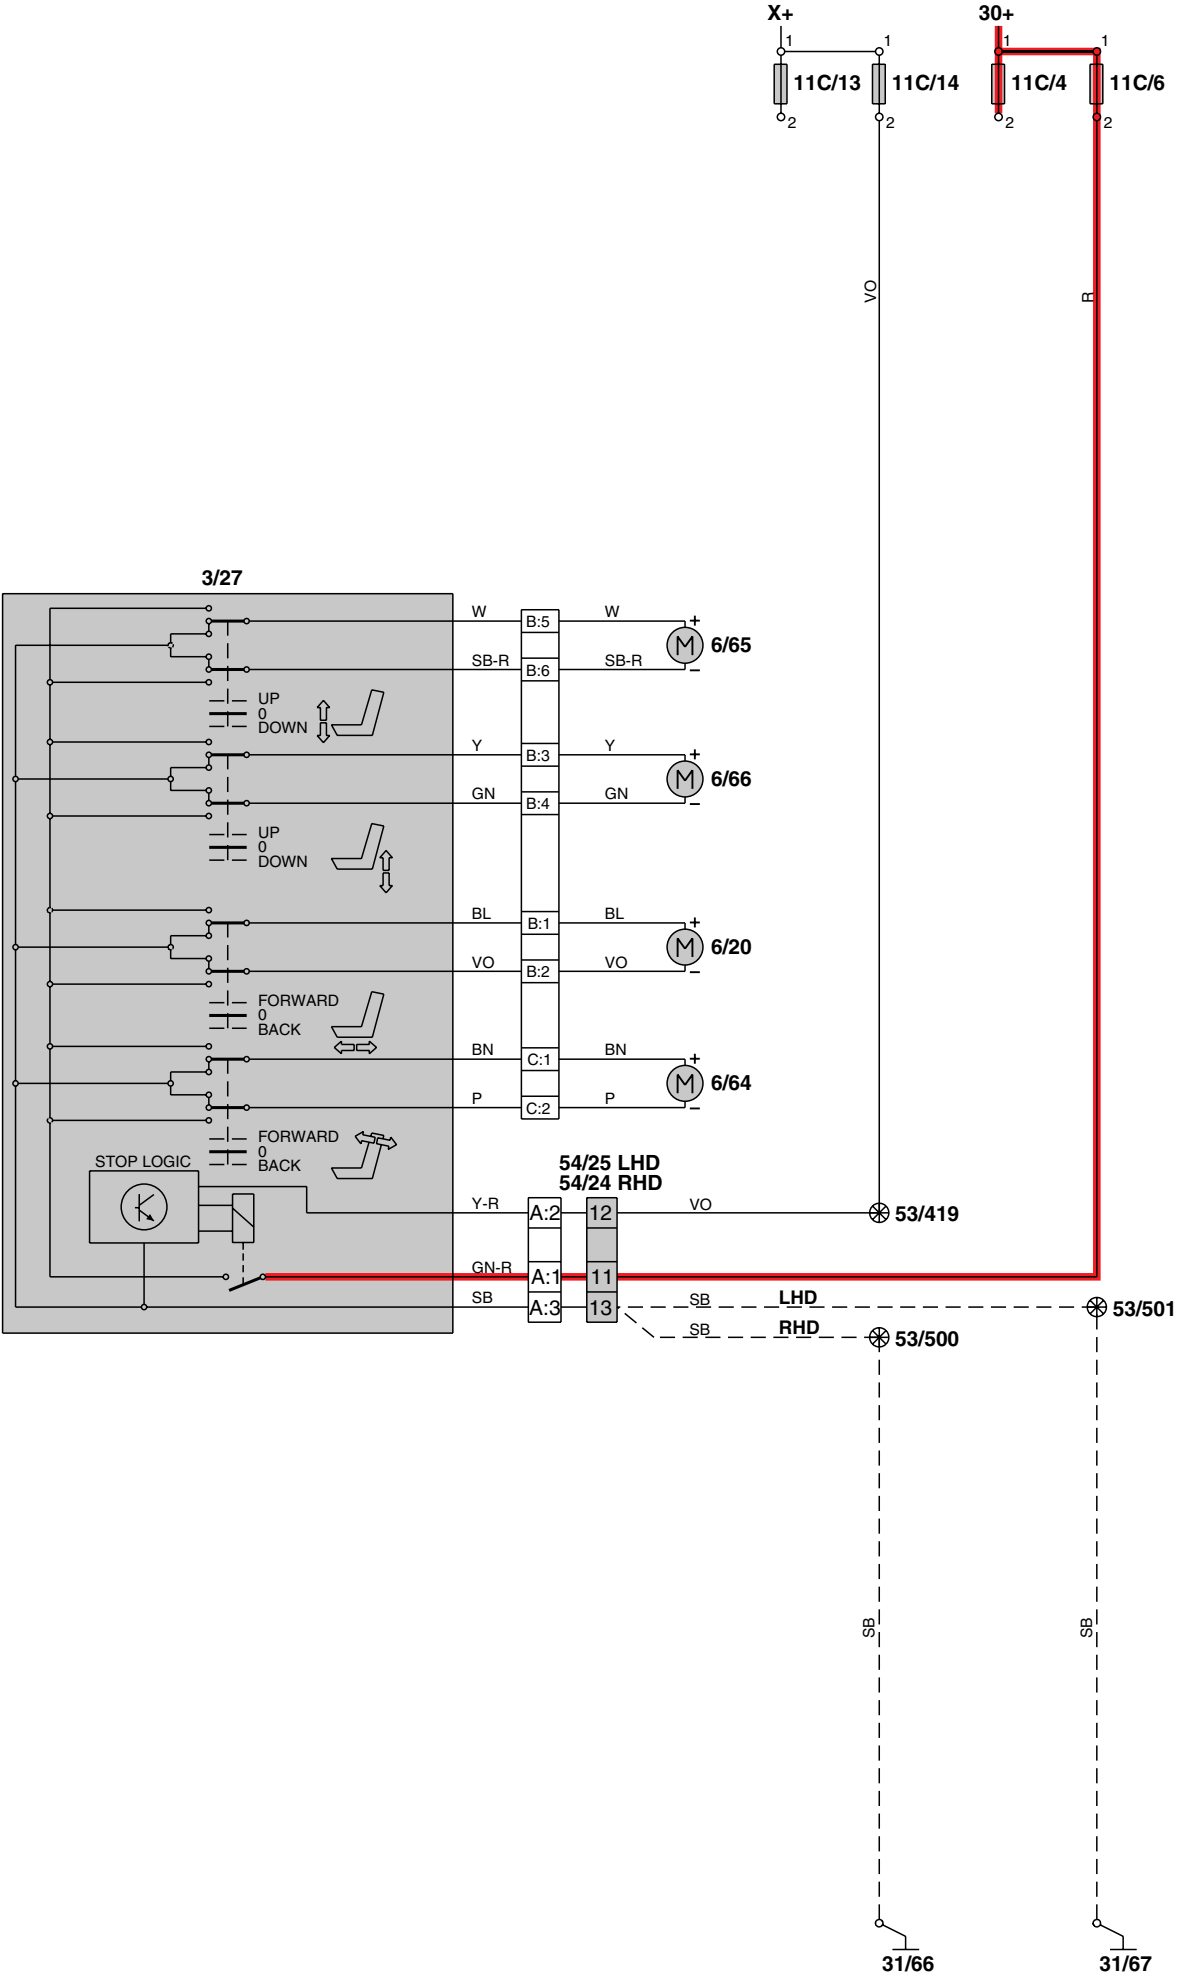 X+ 30+
1 1 1 1
11C/13 11C/14 11C/4 11C/6
2 2 2 2
VO R
3/27
W B:5 W + M 6/65
SB-R B:6 SB-R −
UP
0
DOWN
Y B:3 Y + M 6/66
GN B:4 GN −
UP
0
DOWN
BL B:1 BL + M 6/20
VO B:2 VO −
FORWARD
0
BACK
BN C:1 BN + M 6/64
P C:2 P −
FORWARD
0
BACK
STOP LOGIC
54/25 LHD
54/24 RHD
Y-R A:2 12 VO 53/419
GN-R A:1 11
SB A:3 13 SB LHD 53/501
SB RHD 53/500
SB SB
31/66 31/67